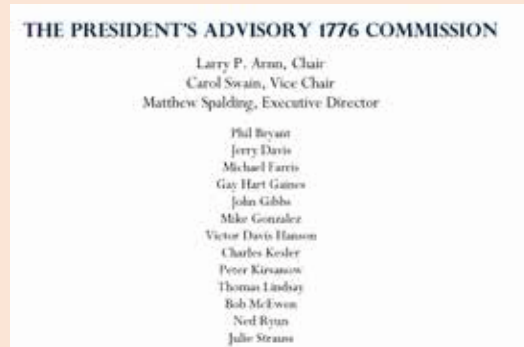 THE PRESIDENT'S ADVISORY 1776 COMMISSION
Larry P. Arnn, Chair
Carol Swain, Vice Chair
Matthew Spalding, Executive Director
Phil Bryant
Jerry Davis
Michael Farris
Gay Hart Gaines
John Gibbs
Mike Gonzalez
Victor Davis Hanson
Charles Kesler
Peter Kirsanow
Thomas Lindsay
Bob McEwen
Ned Ryun
Julie Strauss